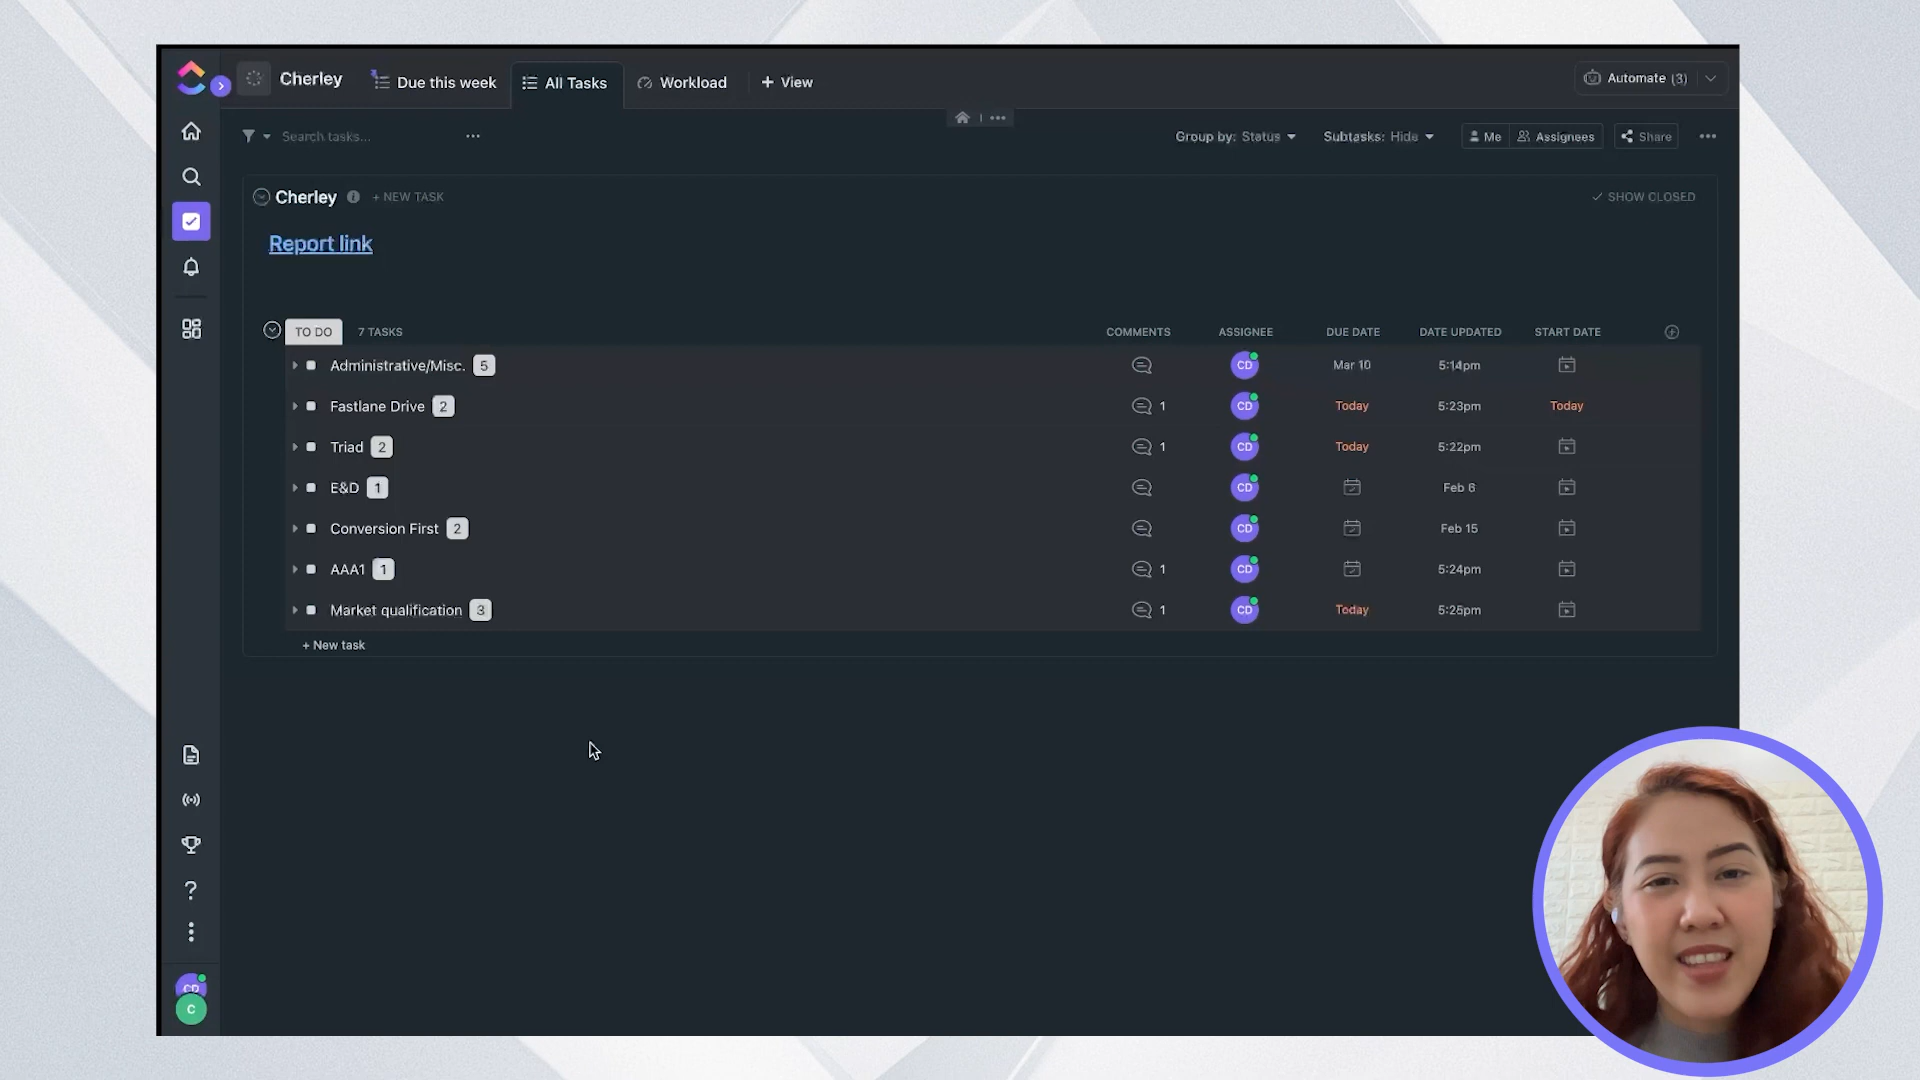 Cherley
Due this week
All Tasks
Workload
+ View
Automate (3)
Search tasks...
Group by: Status
Subtasks: Hide
Me
Assignees
Share
Cherley
+ NEW TASK
SHOW CLOSED
Report link
TO DO
7 TASKS
COMMENTS
ASSIGNEE
DUE DATE
DATE UPDATED
START DATE
Administrative/Misc. 5 CD Mar 10 5:14pm
Fastlane Drive 2 1 CD Today 5:23pm Today
Triad 2 1 CD Today 5:22pm
E&D 1 CD Feb 6
Conversion First 2 CD Feb 15
AAA1 1 1 CD 5:24pm
Market qualification 3 1 CD Today 5:25pm
+ New task
CD
C